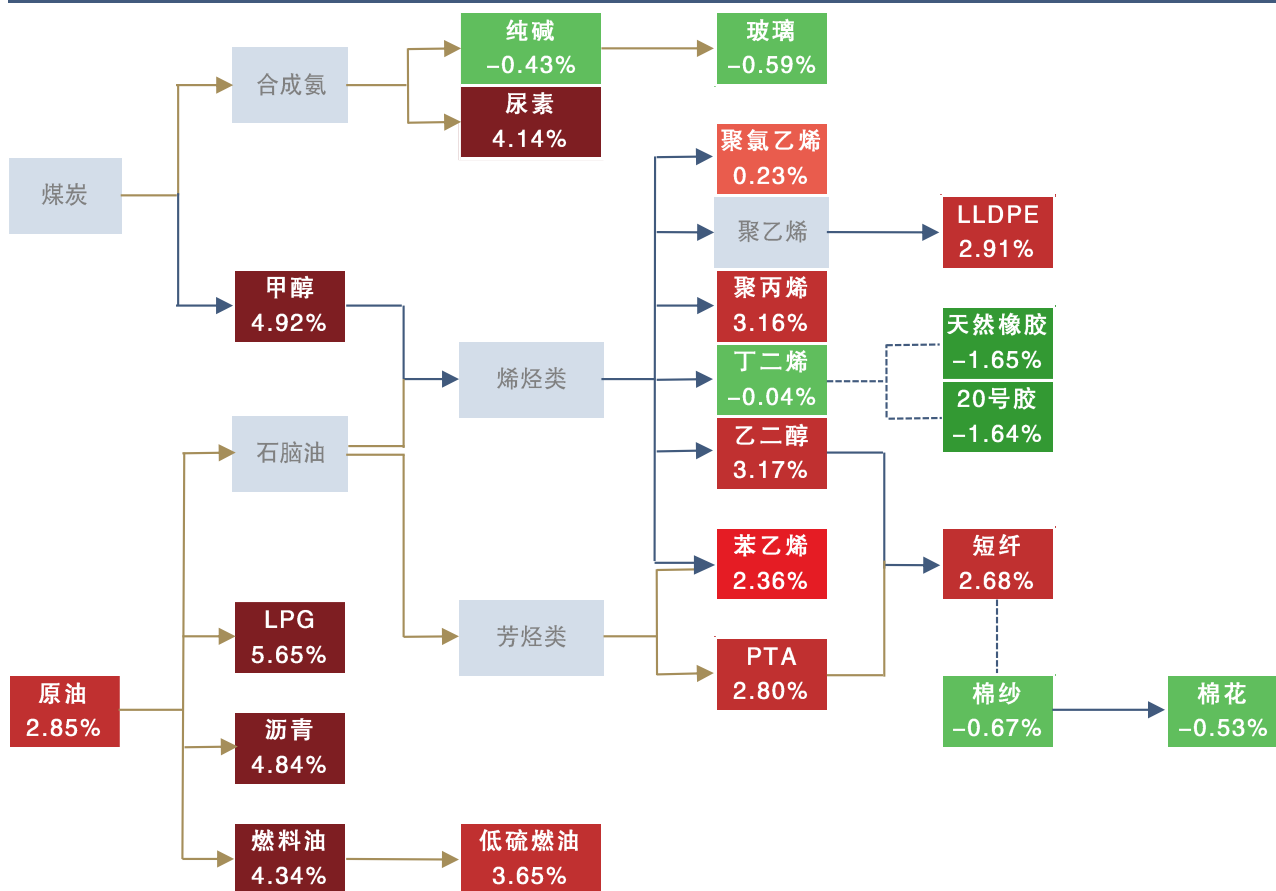 纯碱
-0.43%
玻璃
-0.59%
合成氨
尿素
4.14%
聚氯乙烯
0.23%
煤炭
聚乙烯
LLDPE
2.91%
甲醇
4.92%
聚丙烯
3.16%
天然橡胶
-1.65%
烯烃类
丁二烯
-0.04%
20号胶
-1.64%
石脑油
乙二醇
3.17%
苯乙烯
2.36%
短纤
2.68%
LPG
5.65%
芳烃类
PTA
2.80%
原油
2.85%
棉纱
-0.67%
棉花
-0.53%
沥青
4.84%
燃料油
4.34%
低硫燃油
3.65%